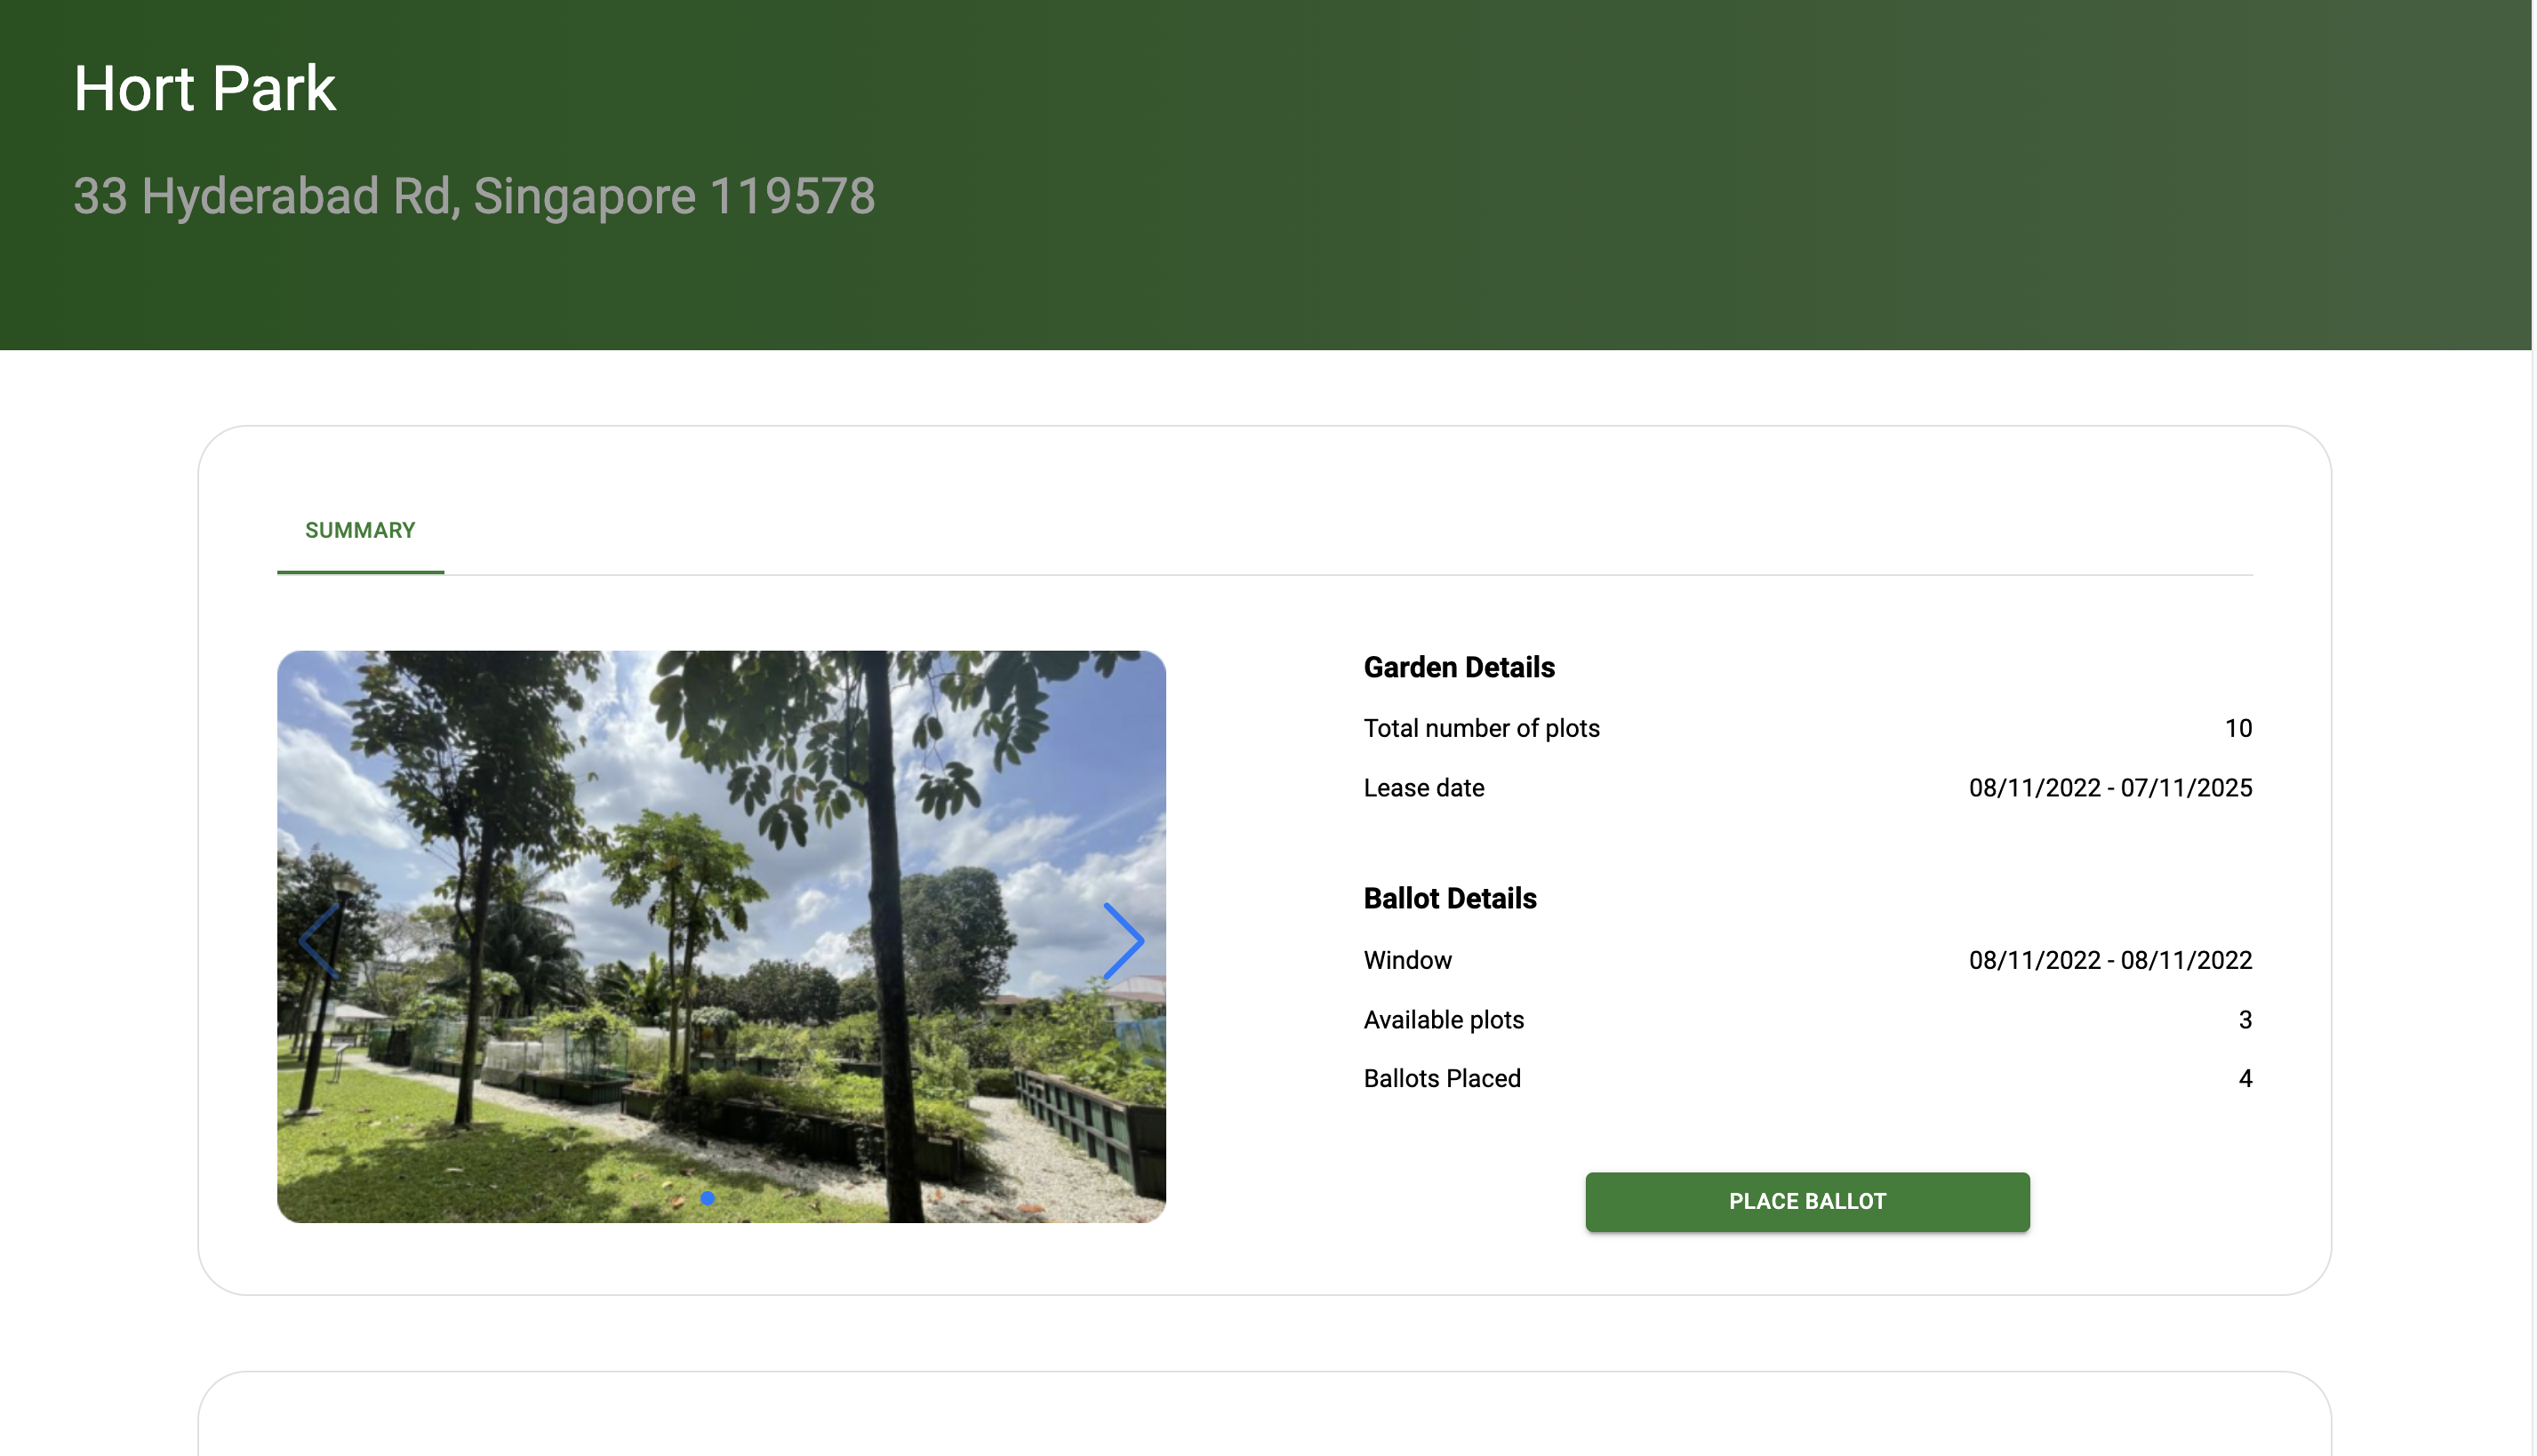 Hort Park
33 Hyderabad Rd, Singapore 119578
SUMMARY
Garden Details
Total number of plots 10
Lease date 08/11/2022 - 07/11/2025
Ballot Details
Window 08/11/2022 - 08/11/2022
Available plots 3
Ballots Placed 4
PLACE BALLOT